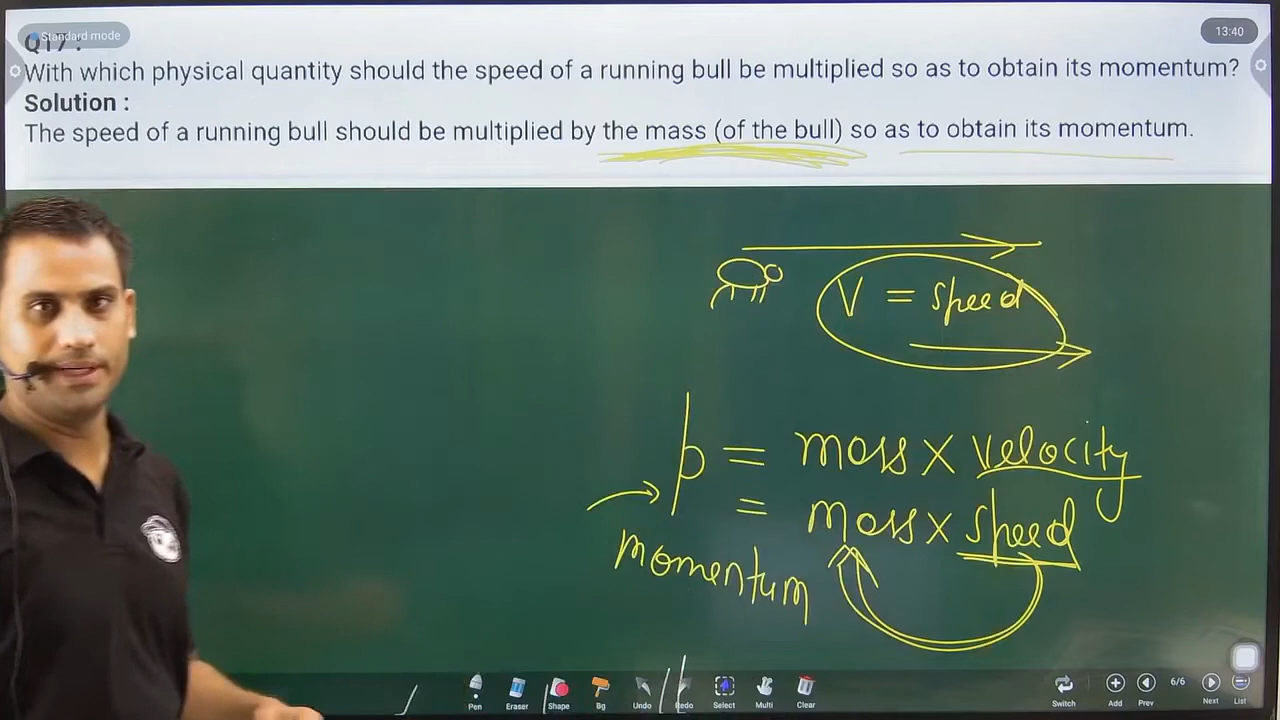 Standard mode
13:40
Q17 :
With which physical quantity should the speed of a running bull be multiplied so as to obtain its momentum?
Solution :
The speed of a running bull should be multiplied by the mass (of the bull) so as to obtain its momentum.
V = speed
p = mass × velocity
= mass × speed
momentum
Pen Eraser Shape Bg Undo Redo Select Multi Clear Switch Add Prev 6/6 Next List